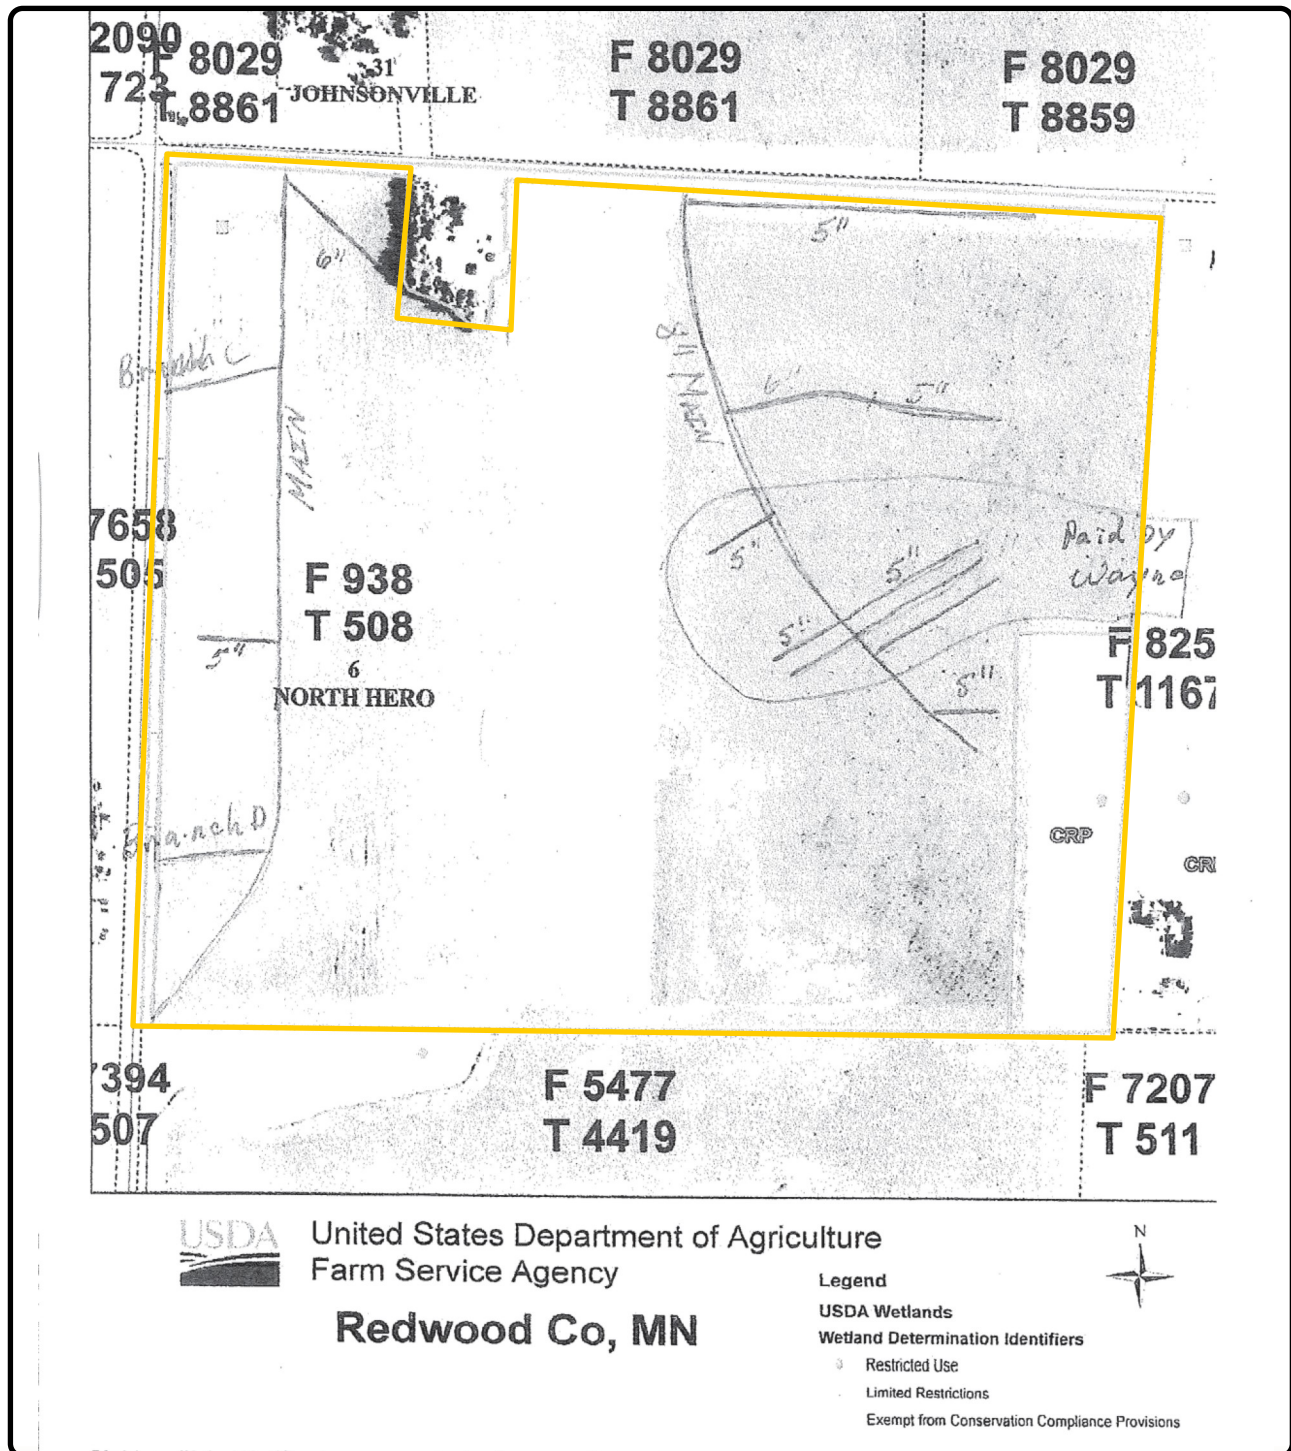 2090
723
F 8029
T 8861
31
JOHNSONVILLE
F 8029
T 8861
F 8029
T 8859
5"
6"
Branch C
8" MAIN
6"
5"
MAIN
7658
505
F 938
T 508
6
NORTH HERO
5"
5"
5"
5"
Paid by
Wayne
F 825
T 1167
5"
Branch D
CRP
CRI
7394
507
F 5477
T 4419
F 7207
T 511
USDA
United States Department of Agriculture
Farm Service Agency
Redwood Co, MN
N
Legend
USDA Wetlands
Wetland Determination Identifiers
Restricted Use
Limited Restrictions
Exempt from Conservation Compliance Provisions